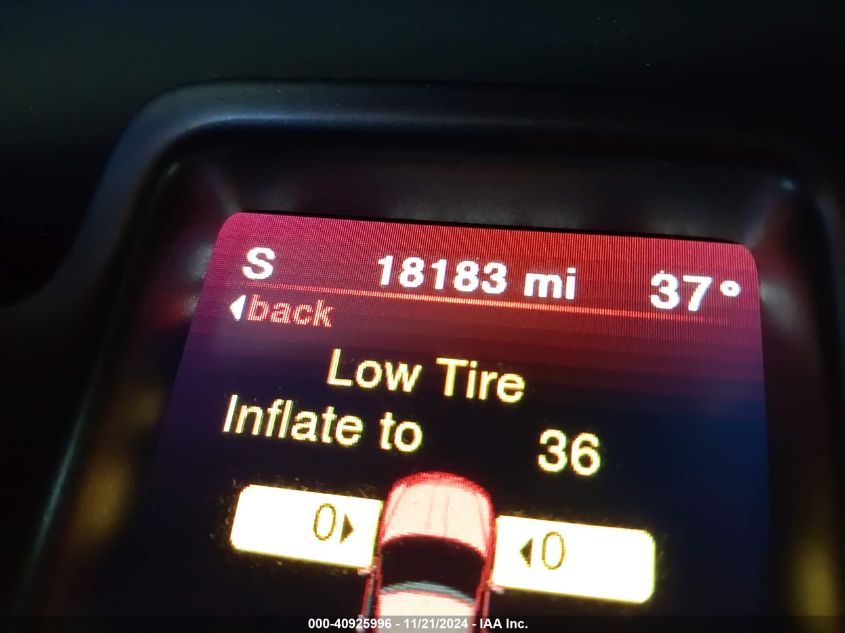 S 18183 mi 37°
back
Low Tire
Inflate to 36
0 0
000-40925996 - 11/21/2024 - IAA Inc.